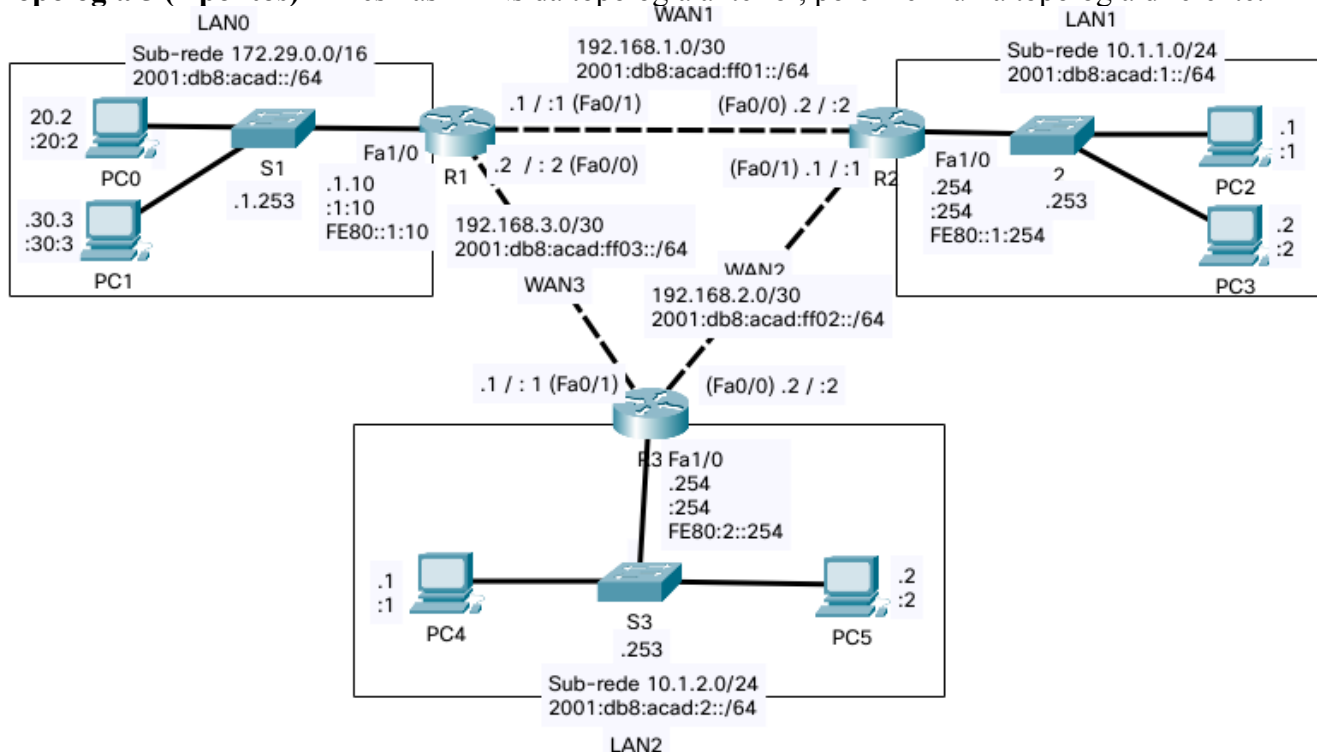 WAN1
LAN0
LAN1
192.168.1.0/30
2001:db8:acad:ff01::/64
Sub-rede 172.29.0.0/16
2001:db8:acad::/64
Sub-rede 10.1.1.0/24
2001:db8:acad:1::/64
20.2
:20:2
PC0
S1
.1.253
.30.3
:30:3
PC1
Fa1/0
.1.10
:1:10
FE80::1:10
R1
.1 / :1 (Fa0/1)
(Fa0/0) .2 / :2
.2 / : 2 (Fa0/0)
(Fa0/1) .1 / :1
R2
Fa1/0
.254
:254
FE80::1:254
2
.253
.1
:1
PC2
.2
:2
PC3
192.168.3.0/30
2001:db8:acad:ff03::/64
WAN3
WAN2
192.168.2.0/30
2001:db8:acad:ff02::/64
.1 / : 1 (Fa0/1)
(Fa0/0) .2 / :2
R3 Fa1/0
.254
:254
FE80:2::254
.1
:1
PC4
S3
.253
.2
:2
PC5
Sub-rede 10.1.2.0/24
2001:db8:acad:2::/64
LAN2